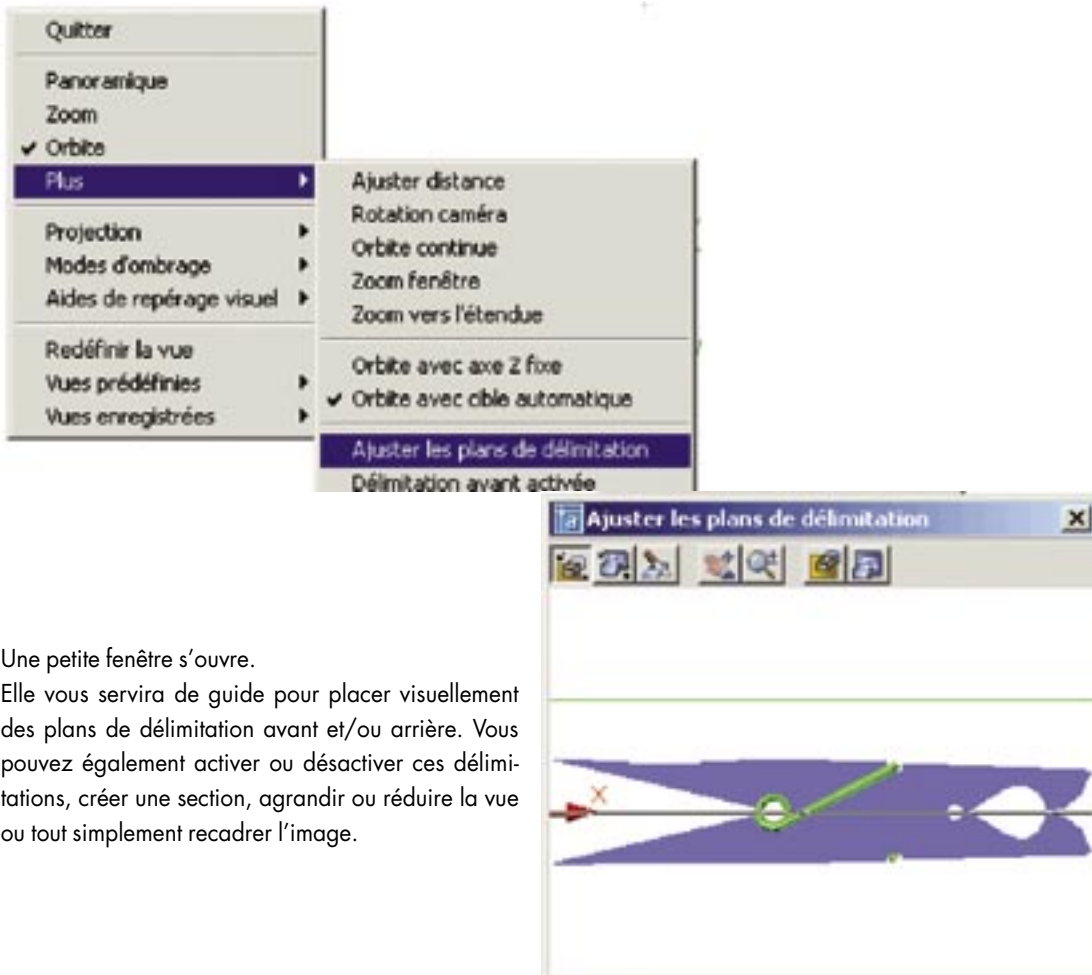 Quitter
Panoramique
Zoom
Orbite
Plus
Projection
Modes d'ombrage
Aides de repérage visuel
Redéfinir la vue
Vues prédéfinies
Vues enregistrées
Ajuster distance
Rotation caméra
Orbite continue
Zoom fenêtre
Zoom vers l'étendue
Orbite avec axe Z fixe
Orbite avec cible automatique
Ajuster les plans de délimitation
Délimitation avant activée
Ajuster les plans de délimitation
X
Une petite fenêtre s'ouvre.
Elle vous servira de guide pour placer visuellement
des plans de délimitation avant et/ou arrière. Vous
pouvez également activer ou désactiver ces délimi-
tations, créer une section, agrandir ou réduire la vue
ou tout simplement recadrer l'image.